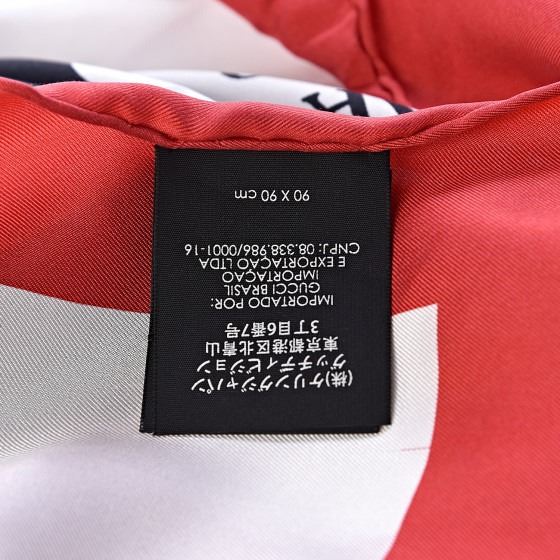 (株)ケリングジャパン
グッチディビジョン
東京都港区北青山
3丁目6番7号
IMPORTADO POR:
GUCCI BRASIL
IMPORTACAO
E EXPORTAÇÃO LTDA
CNPJ: 08.338.986/0001-16
90 X 90 cm